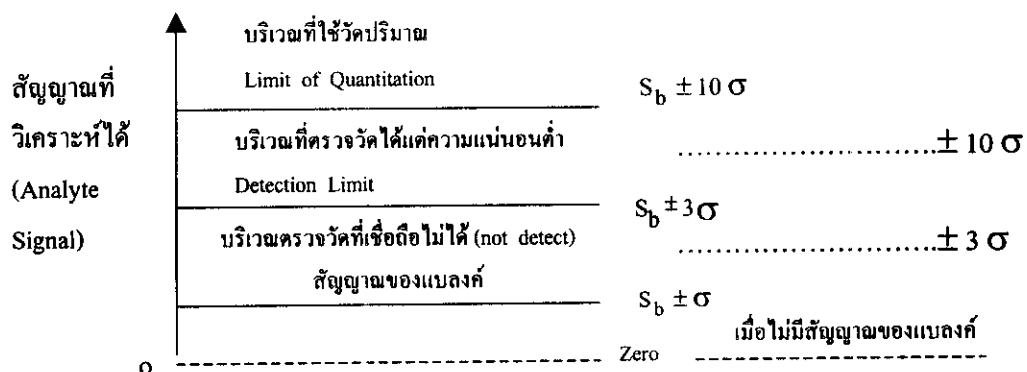 บริเวณที่ใช้วัดปริมาณ
สัญญาณที่
Limit of Quantitation
S_b ± 10 σ
วิเคราะห์ได้
บริเวณที่ตรวจวัดได้แต่ความแน่นอนต่ำ
..............................± 10 σ
(Analyte
Detection Limit
S_b ± 3σ
Signal)
บริเวณตรวจวัดที่เชื่อถือไม่ได้ (not detect)
..............................± 3 σ
สัญญาณของแบลงค์
S_b ± σ
เมื่อไม่มีสัญญาณของแบลงค์
0
Zero